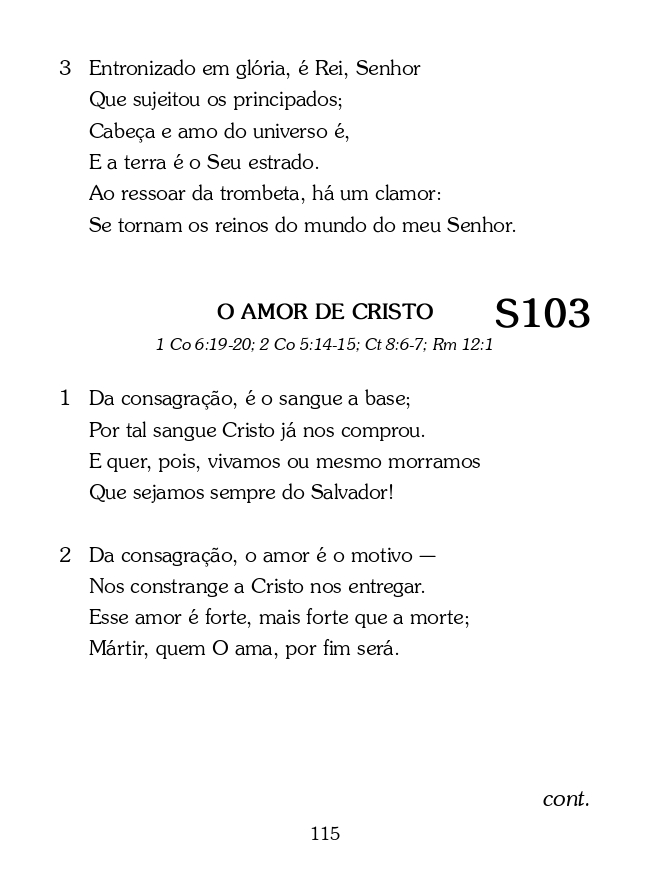 3 Entronizado em glória, é Rei, Senhor
Que sujeitou os principados;
Cabeça e amo do universo é,
E a terra é o Seu estrado.
Ao ressoar da trombeta, há um clamor:
Se tornam os reinos do mundo do meu Senhor.
O AMOR DE CRISTO S103
1 Co 6:19-20; 2 Co 5:14-15; Ct 8:6-7; Rm 12:1
1 Da consagração, é o sangue a base;
Por tal sangue Cristo já nos comprou.
E quer, pois, vivamos ou mesmo morramos
Que sejamos sempre do Salvador!
2 Da consagração, o amor é o motivo —
Nos constrange a Cristo nos entregar.
Esse amor é forte, mais forte que a morte;
Mártir, quem O ama, por fim será.
cont.
115